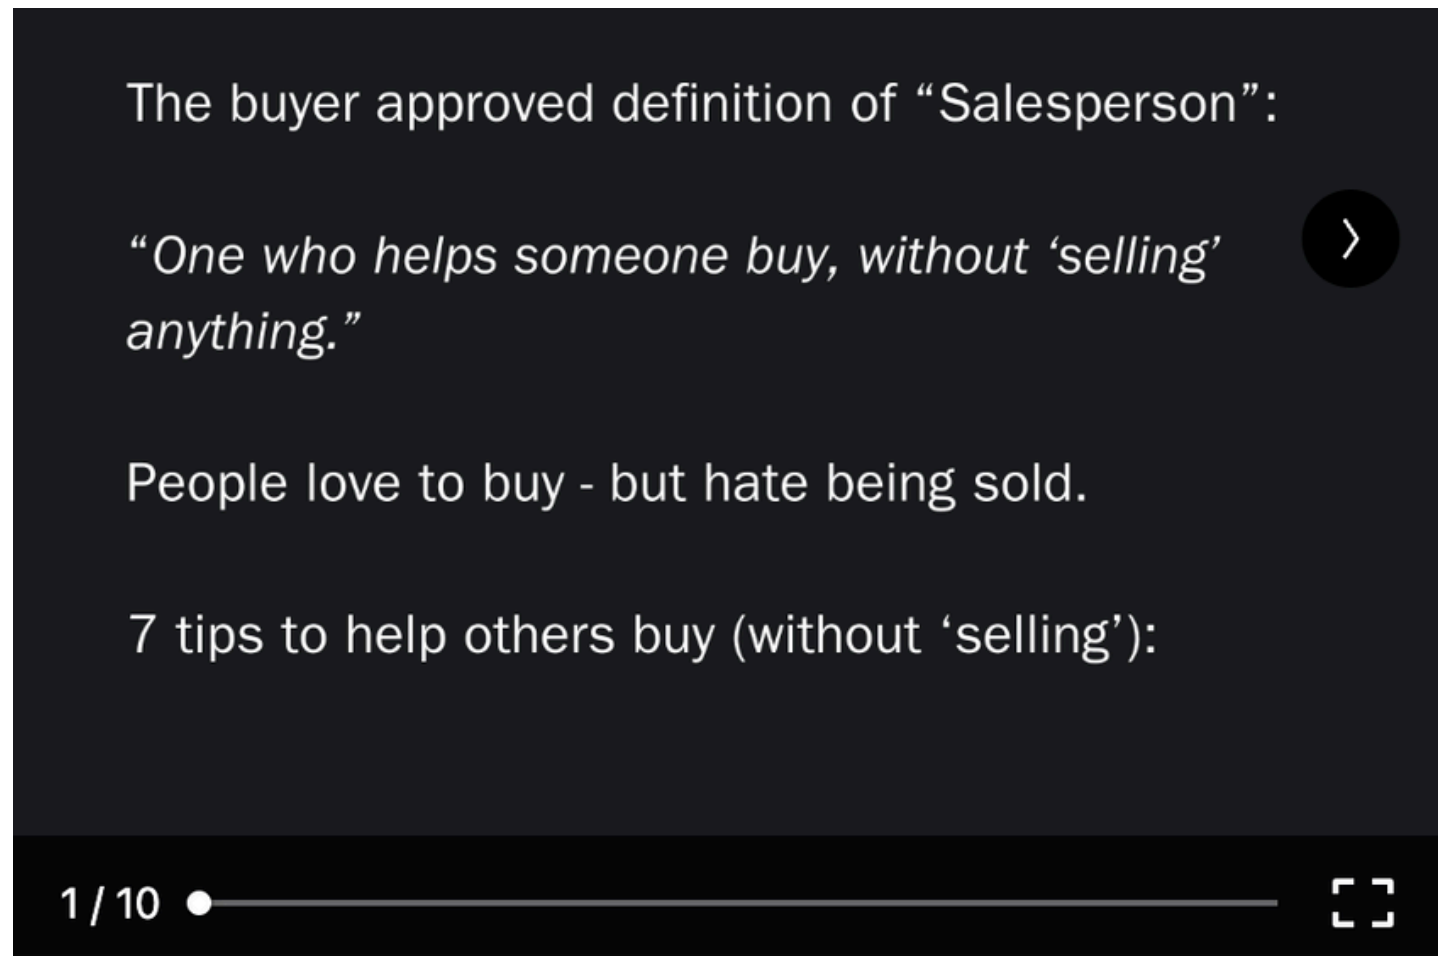 The buyer approved definition of “Salesperson”:
“One who helps someone buy, without ‘selling’
anything.”
People love to buy - but hate being sold.
7 tips to help others buy (without ‘selling’):
1 / 10